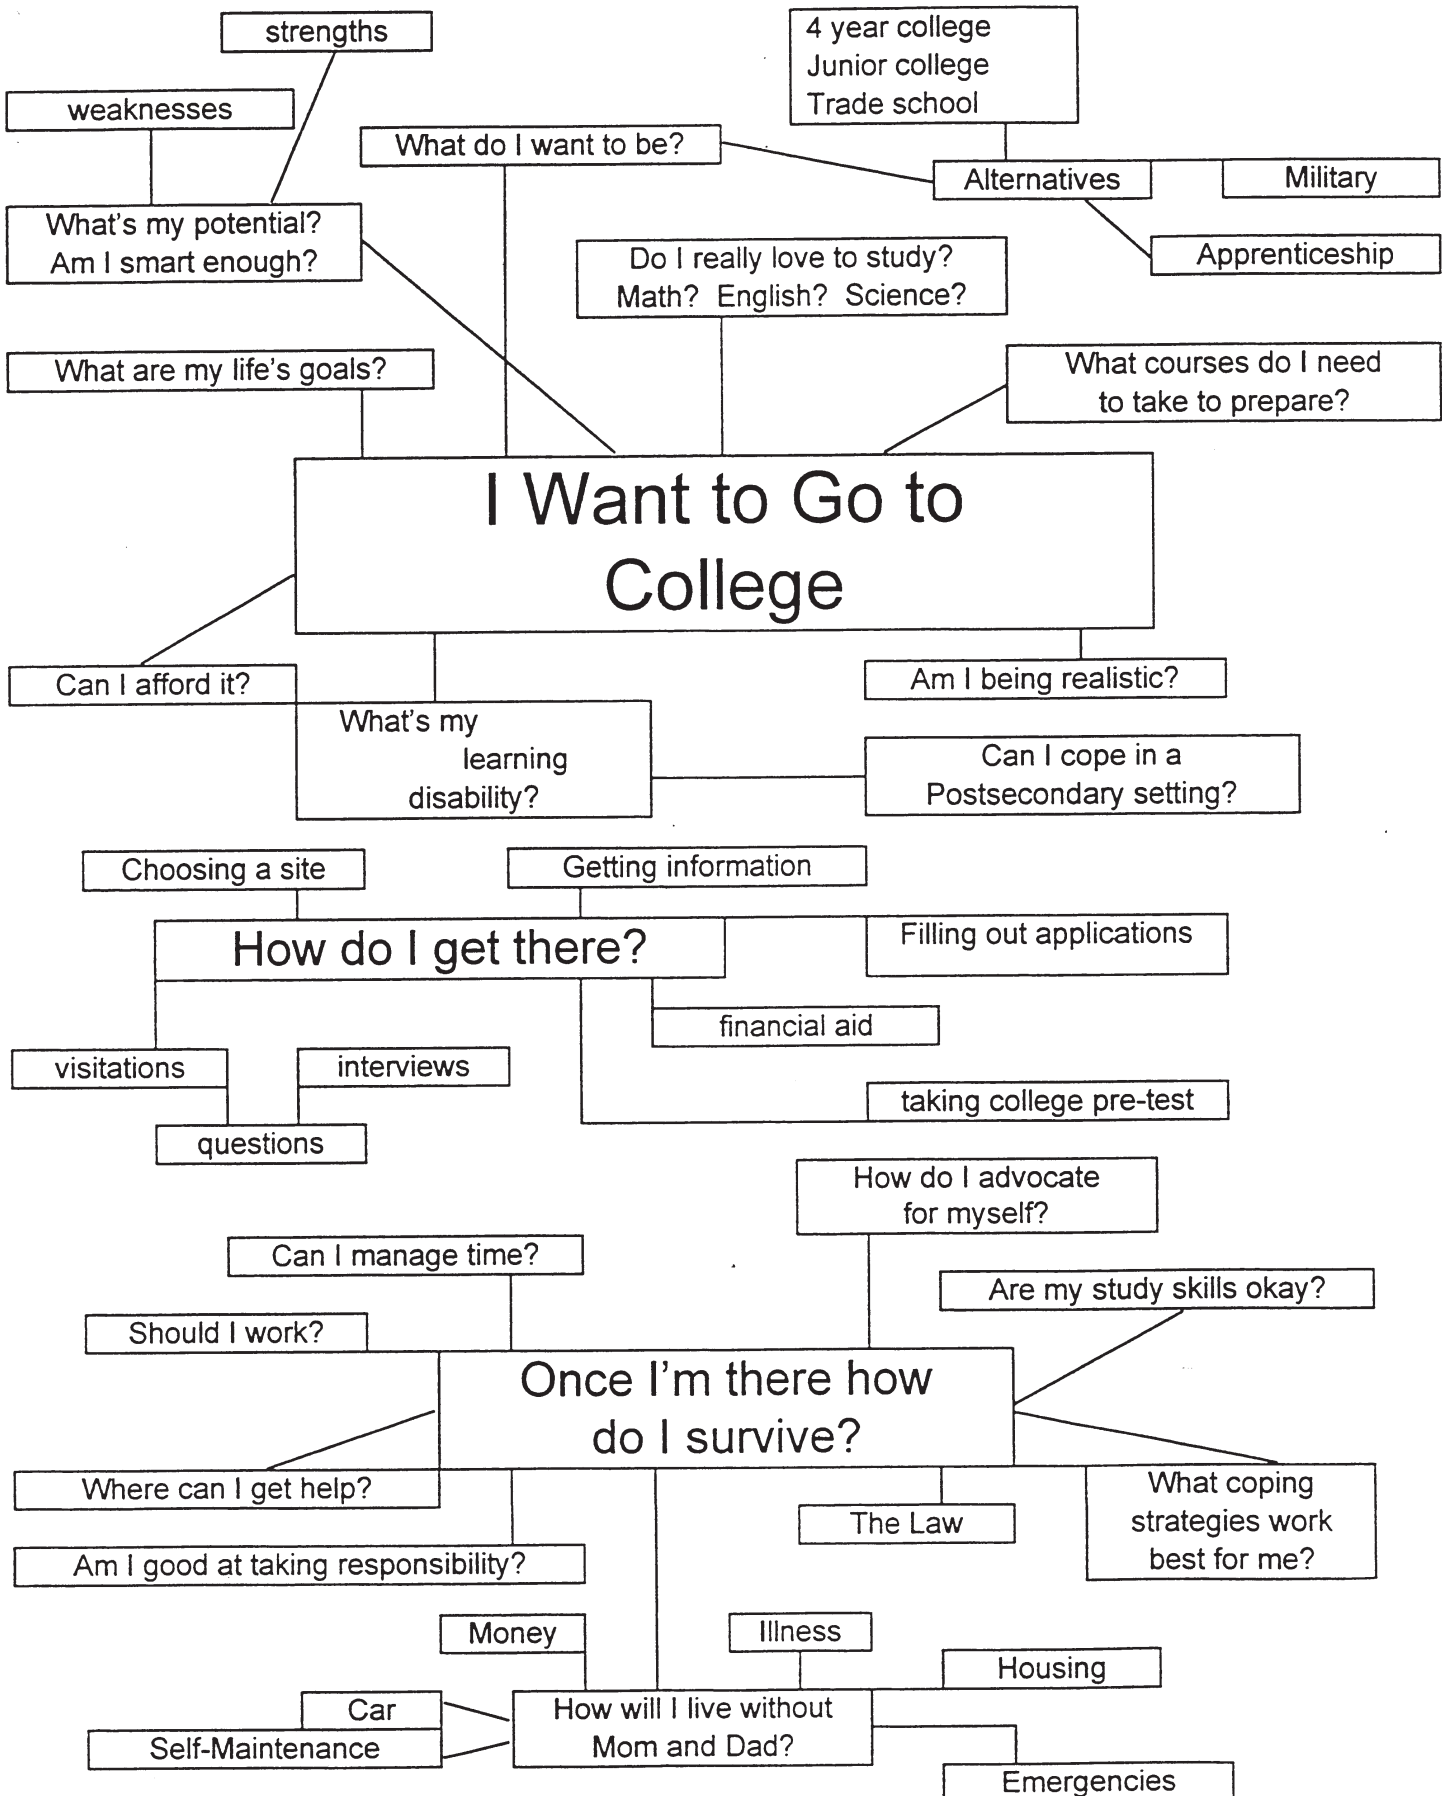 strengths
4 year college
Junior college
Trade school
weaknesses
What do I want to be?
Alternatives
Military
What's my potential?
Am I smart enough?
Do I really love to study?
Math?  English?  Science?
Apprenticeship
What are my life's goals?
What courses do I need
to take to prepare?
I Want to Go to
College
Can I afford it?
Am I being realistic?
What's my
learning
disability?
Can I cope in a
Postsecondary setting?
Choosing a site
Getting information
How do I get there?
Filling out applications
financial aid
visitations
interviews
taking college pre-test
questions
How do I advocate
for myself?
Can I manage time?
Are my study skills okay?
Should I work?
Once I'm there how
do I survive?
Where can I get help?
What coping
strategies work
best for me?
The Law
Am I good at taking responsibility?
Money
Illness
Housing
Car
How will I live without
Mom and Dad?
Self-Maintenance
Emergencies